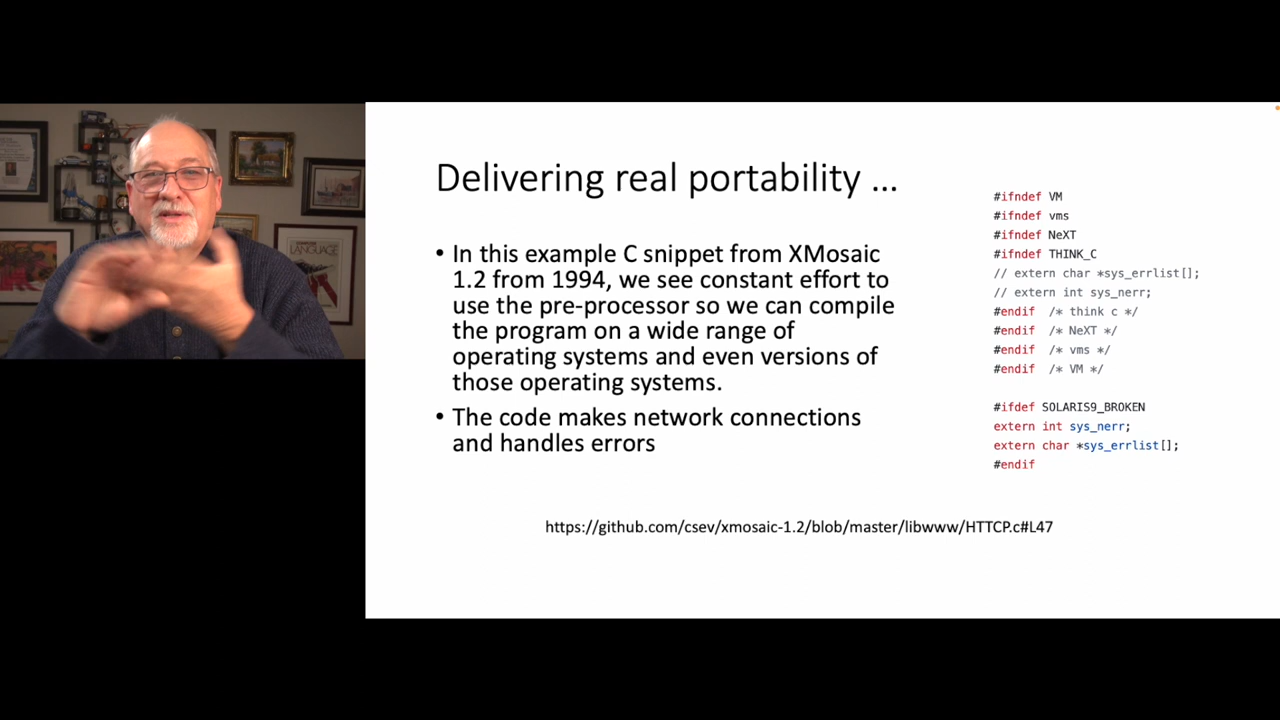 Delivering real portability ...
• In this example C snippet from XMosaic
1.2 from 1994, we see constant effort to
use the pre-processor so we can compile
the program on a wide range of
operating systems and even versions of
those operating systems.
• The code makes network connections
and handles errors
#ifndef VM
#ifndef vms
#ifndef NeXT
#ifndef THINK_C
// extern char *sys_errlist[];
// extern int sys_nerr;
#endif  /* think c */
#endif  /* NeXT */
#endif  /* vms */
#endif  /* VM */
#ifdef SOLARIS9_BROKEN
extern int sys_nerr;
extern char *sys_errlist[];
#endif
https://github.com/csev/xmosaic-1.2/blob/master/libwww/HTTCP.c#L47
LANGUAGE